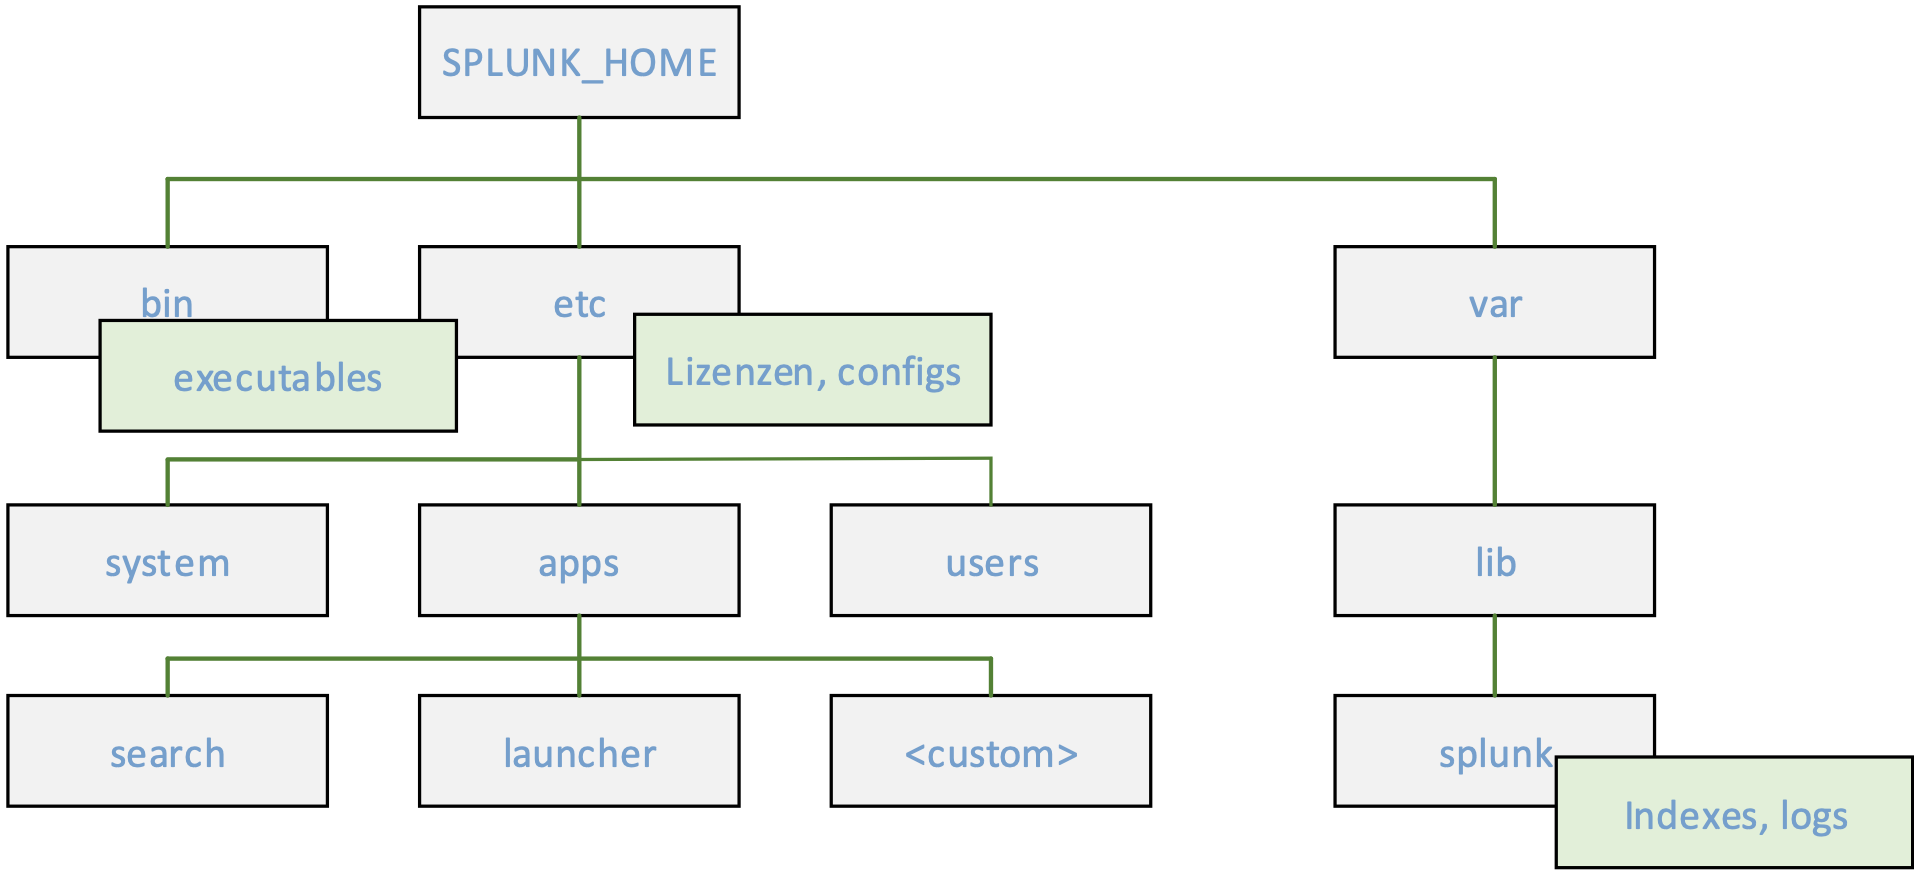 SPLUNK_HOME
bin
etc
var
executables
Lizenzen, configs
system
apps
users
lib
search
launcher
<custom>
splunk
Indexes, logs